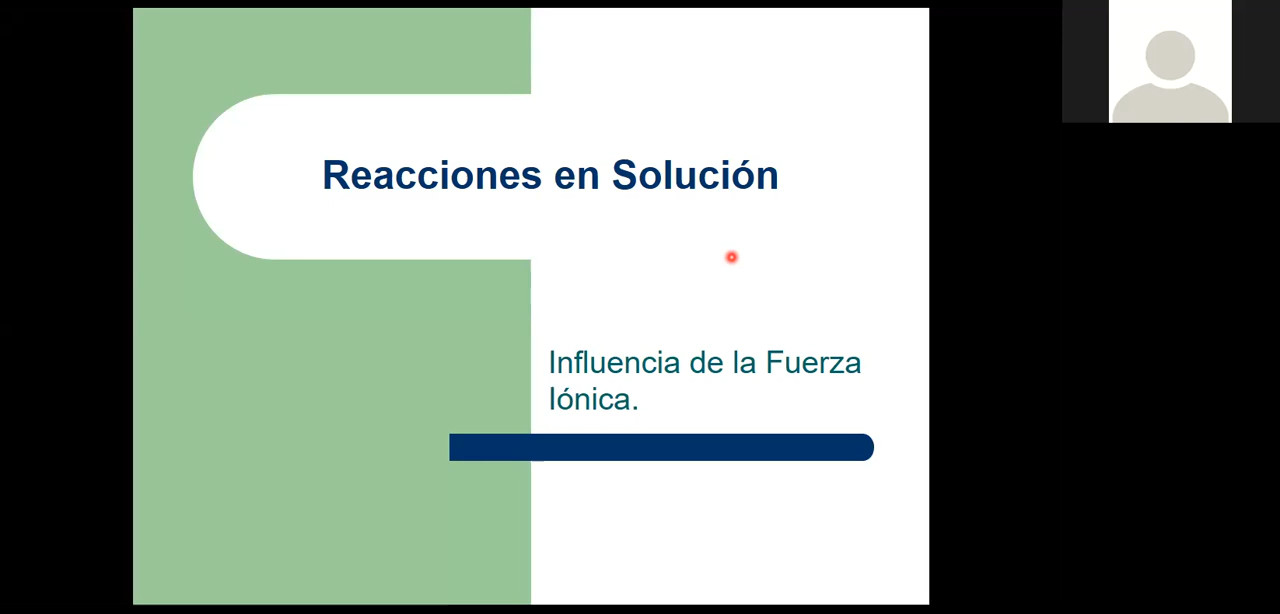 Reacciones en Solución
Influencia de la Fuerza
Iónica.